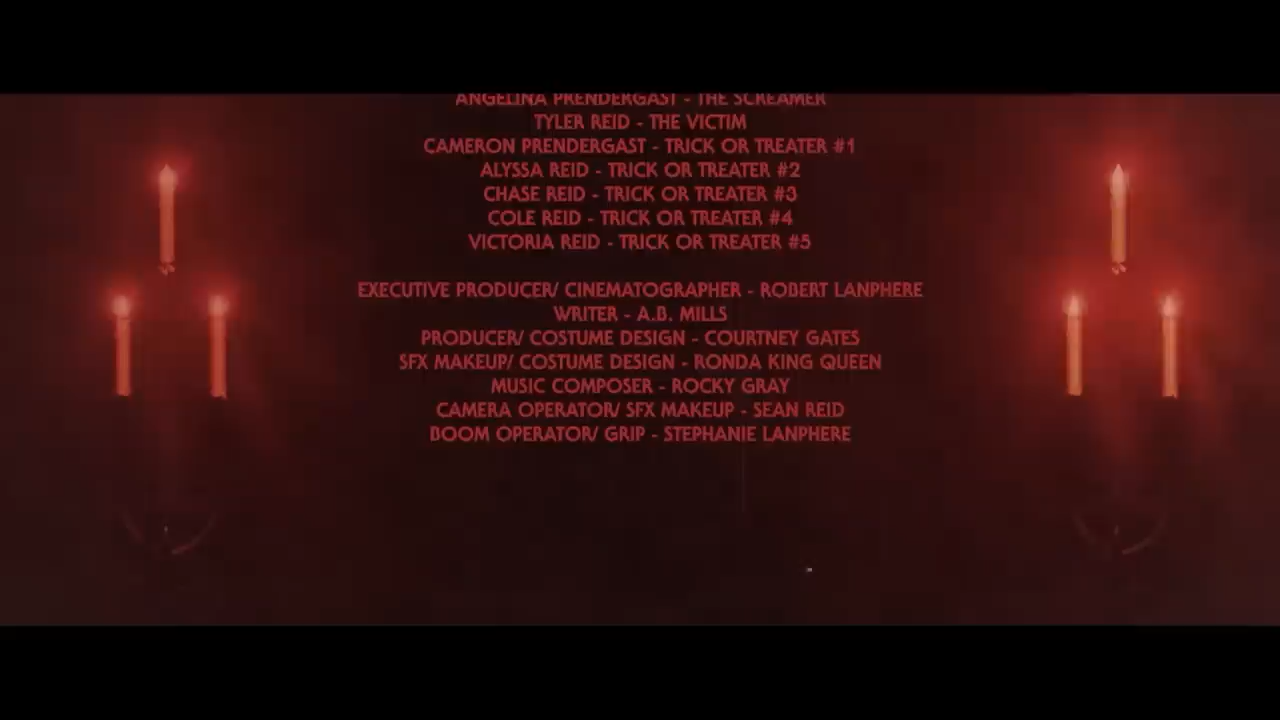 ANGELINA PRENDERGAST - THE SCREAMER
TYLER REID - THE VICTIM
CAMERON PRENDERGAST - TRICK OR TREATER #1
ALYSSA REID - TRICK OR TREATER #2
CHASE REID - TRICK OR TREATER #3
COLE REID - TRICK OR TREATER #4
VICTORIA REID - TRICK OR TREATER #5
EXECUTIVE PRODUCER/ CINEMATOGRAPHER - ROBERT LANPHERE
WRITER - A.B. MILLS
PRODUCER/ COSTUME DESIGN - COURTNEY GATES
SFX MAKEUP/ COSTUME DESIGN - RONDA KING QUEEN
MUSIC COMPOSER - ROCKY GRAY
CAMERA OPERATOR/ SFX MAKEUP - SEAN REID
BOOM OPERATOR/ GRIP - STEPHANIE LANPHERE